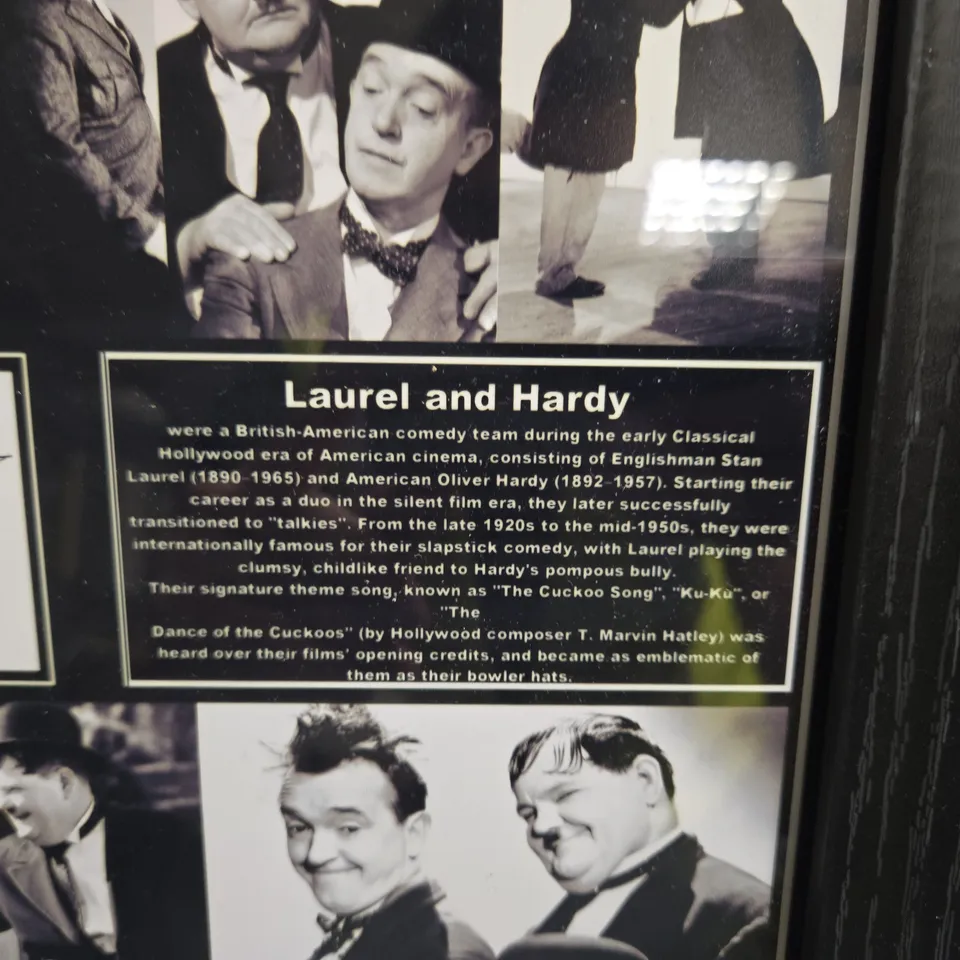 Laurel and Hardy
were a British-American comedy team during the early Classical
Hollywood era of American cinema, consisting of Englishman Stan
Laurel (1890-1965) and American Oliver Hardy (1892-1957). Starting their
career as a duo in the silent film era, they later successfully
transitioned to "talkies". From the late 1920s to the mid-1950s, they were
internationally famous for their slapstick comedy, with Laurel playing the
clumsy, childlike friend to Hardy's pompous bully.
Their signature theme song, known as "The Cuckoo Song", "Ku-Ku", or
"The
Dance of the Cuckoos" (by Hollywood composer T. Marvin Hatley) was
heard over their films' opening credits, and became as emblematic of
them as their bowler hats.